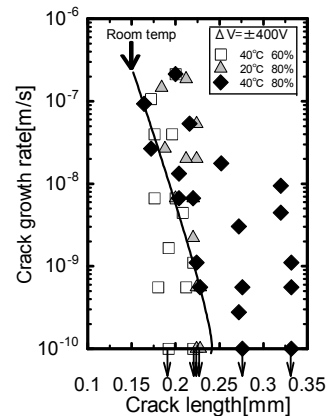 Room temp
Δ V=±400V
40°C 60%
20°C 80%
40°C 80%
10⁻⁶
10⁻⁷
10⁻⁸
10⁻⁹
10⁻¹⁰
Crack growth rate[m/s]
0.1 0.15 0.2 0.25 0.3 0.35
Crack length[mm]